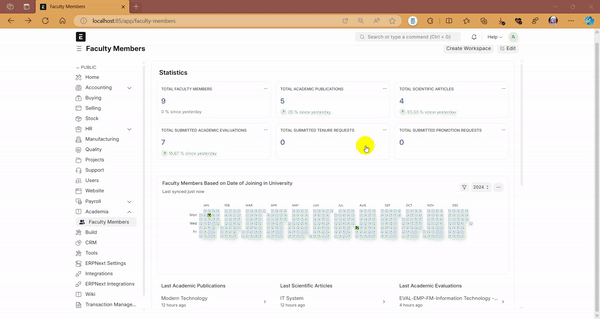 Faculty Members
localhost:85/app/faculty-members
E
Search or type a command (Ctrl + D)
Help
Faculty Members
Create Workspace
Edit
PUBLIC
Home
Accounting
Buying
Selling
Stock
HR
Manufacturing
Quality
Projects
Support
Users
Website
Payroll
Academia
Faculty Members
Build
CRM
Tools
ERPNext Settings
Integrations
ERPNext Integrations
Wiki
Transaction Manage...
Statistics
TOTAL FACULTY MEMBERS
9
0 % since yesterday
TOTAL ACADEMIC PUBLICATIONS
5
25 % since yesterday
TOTAL SCIENTIFIC ARTICLES
4
since yesterday
TOTAL SUBMITTED ACADEMIC EVALUATIONS
7
16.67 % since yesterday
TOTAL SUBMITTED TENURE REQUESTS
0
TOTAL SUBMITTED PROMOTION REQUESTS
0
Faculty Members Based on Date of Joining in University
Last synced just now
2024
JAN FEB MAR APR MAY JUN JUL AUG SEP OCT NOV DEC
Mon
Wed
Fri
Last Academic Publications
Modern Technology
12 hours ago
Last Scientific Articles
IT System
12 hours ago
Last Academic Evaluations
EVAL-EMP-FM-Information Technology -...
4 hours ago